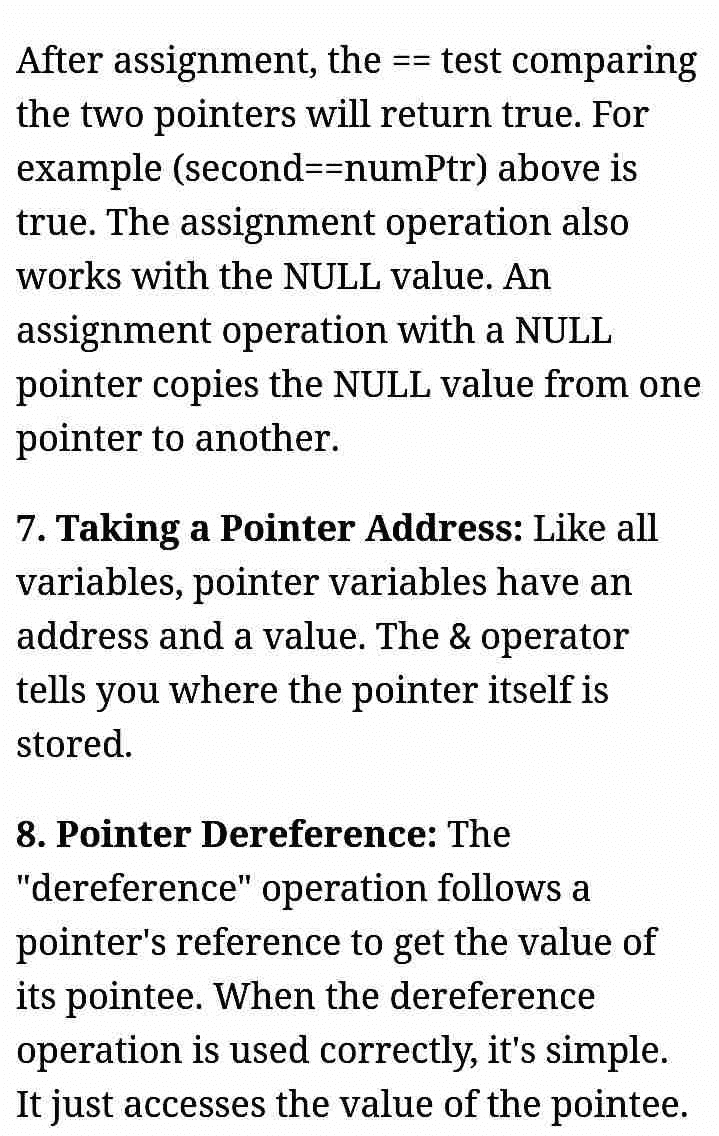 After assignment, the == test comparing
the two pointers will return true. For
example (second==numPtr) above is
true. The assignment operation also
works with the NULL value. An
assignment operation with a NULL
pointer copies the NULL value from one
pointer to another.
7. Taking a Pointer Address: Like all
variables, pointer variables have an
address and a value. The & operator
tells you where the pointer itself is
stored.
8. Pointer Dereference: The
"dereference" operation follows a
pointer's reference to get the value of
its pointee. When the dereference
operation is used correctly, it's simple.
It just accesses the value of the pointee.